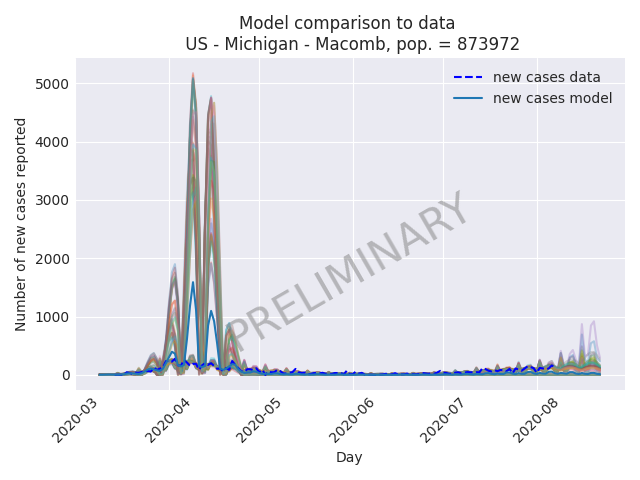 Model comparison to data
US - Michigan - Macomb, pop. = 873972
new cases data
new cases model
Number of new cases reported
5000
4000
3000
2000
1000
0
PRELIMINARY
2020-03
2020-04
2020-05
2020-06
2020-07
2020-08
Day